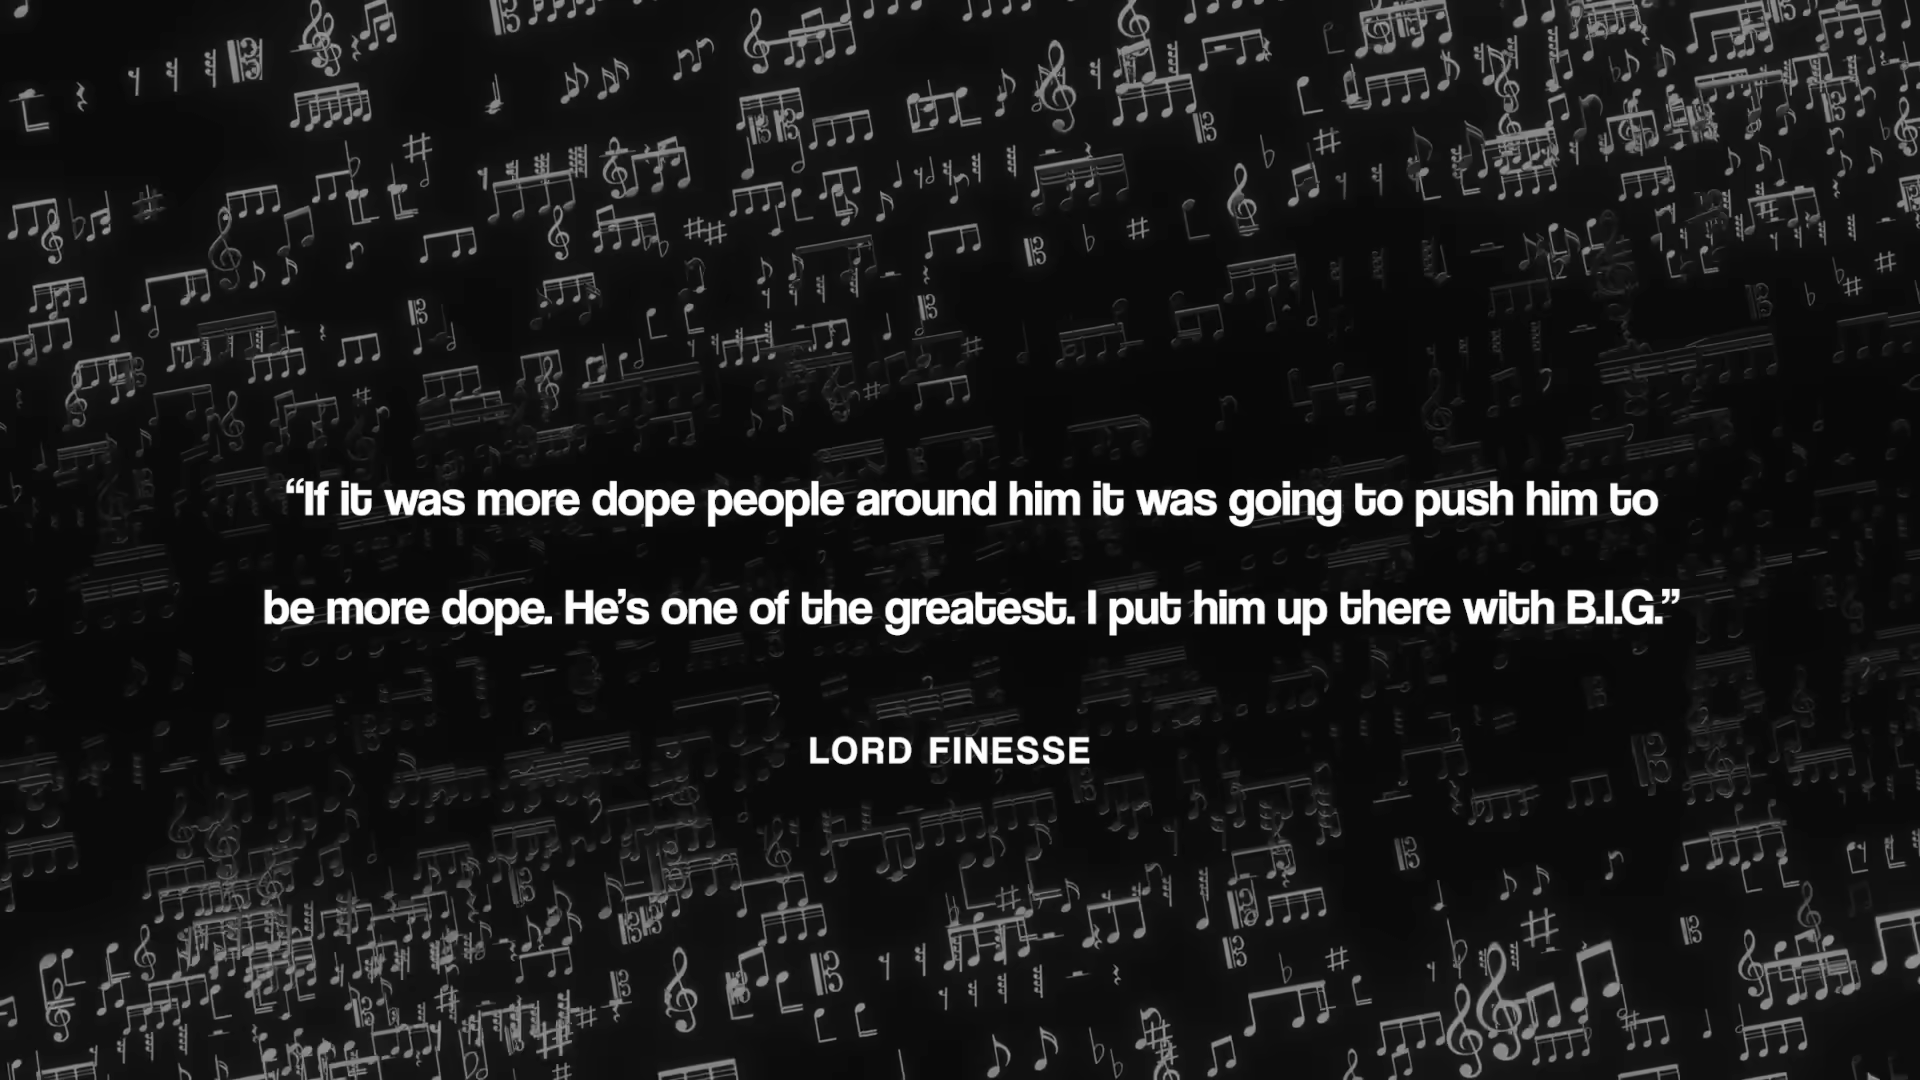 “If it was more dope people around him it was going to push him to
be more dope. He’s one of the greatest. I put him up there with B.I.G.”
LORD FINESSE